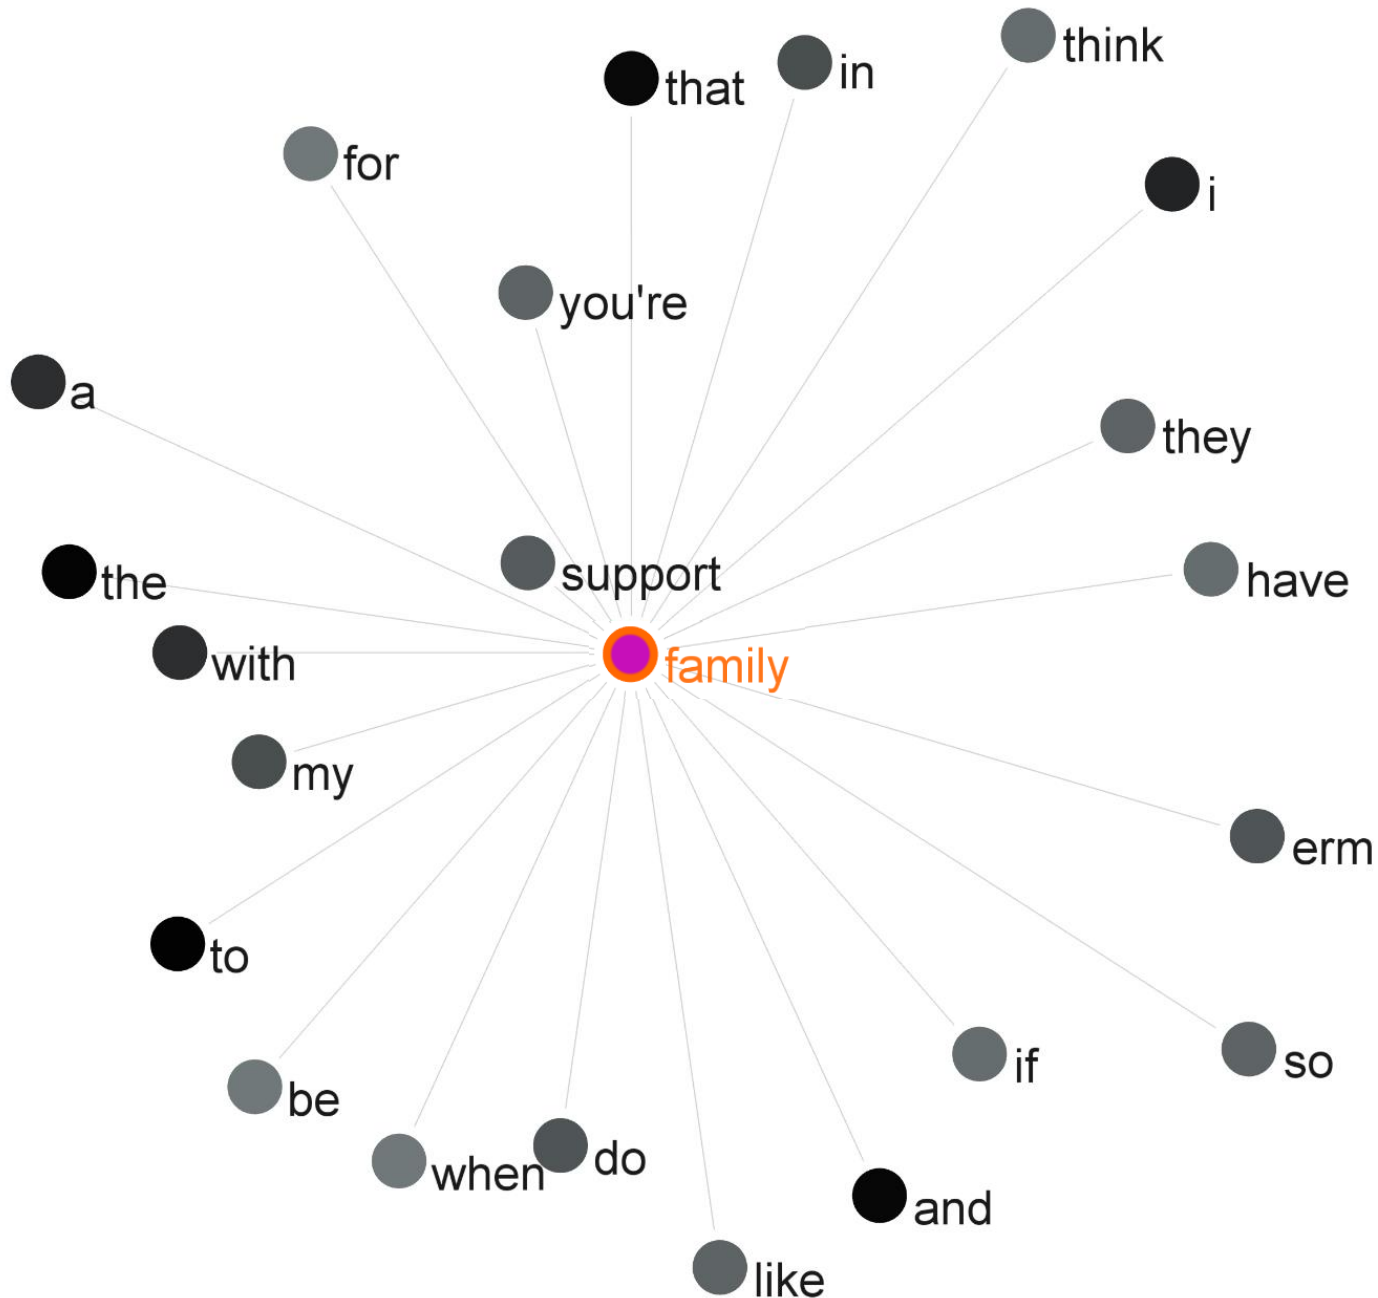 think
in
that
for
i
you're
a
they
support
have
the
family
with
my
erm
to
if
so
be
do
when
and
like